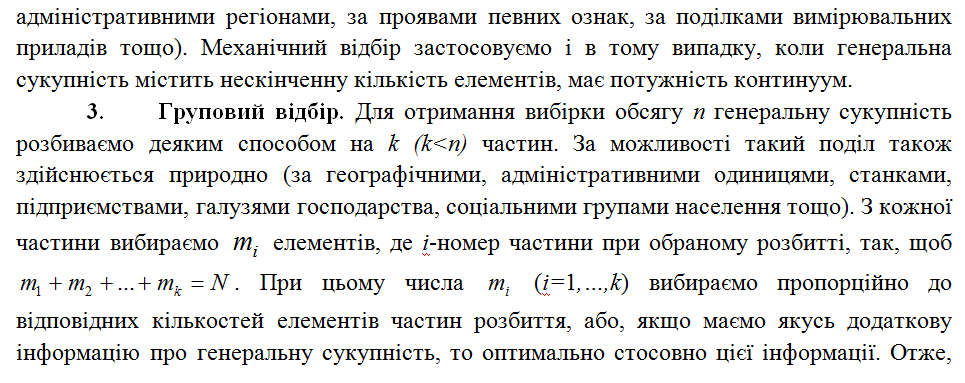 адміністративними регіонами, за проявами певних ознак, за поділками вимірювальних
приладів тощо). Механічний відбір застосовуємо і в тому випадку, коли генеральна
сукупність містить нескінченну кількість елементів, має потужність континуум.
3. Груповий відбір. Для отримання вибірки обсягу n генеральну сукупність
розбиваємо деяким способом на k (k<n) частин. За можливості такий поділ також
здійснюється природно (за географічними, адміністративними одиницями, станками,
підприємствами, галузями господарства, соціальними групами населення тощо). З кожної
частини вибираємо mᵢ елементів, де i-номер частини при обраному розбитті, так, щоб
m₁ + m₂ + ... + mₖ = N . При цьому числа mᵢ (i=1,...,k) вибираємо пропорційно до
відповідних кількостей елементів частин розбиття, або, якщо маємо якусь додаткову
інформацію про генеральну сукупність, то оптимально стосовно цієї інформації. Отже,